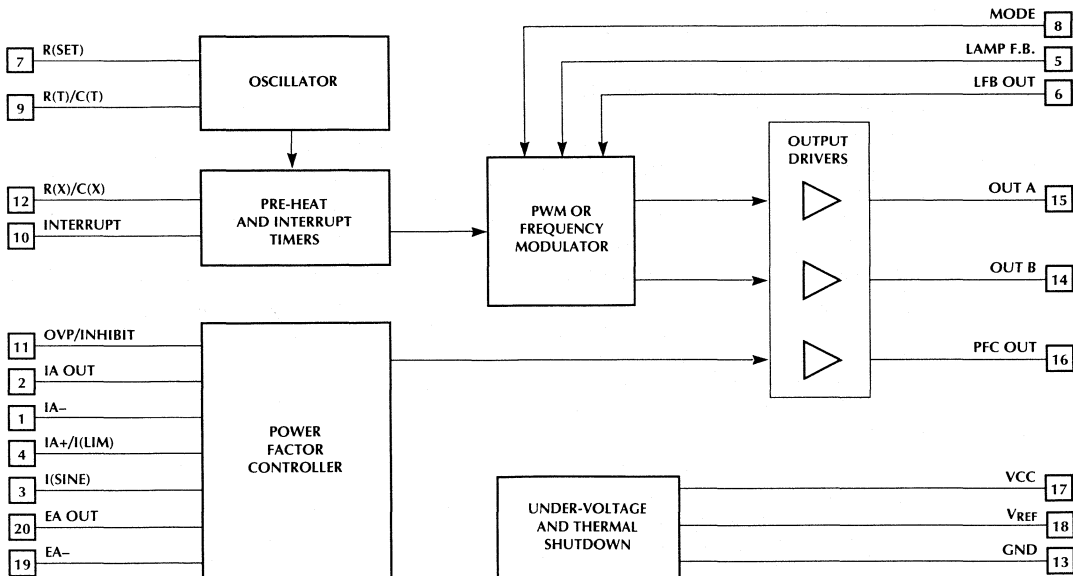 7 R(SET)
9 R(T)/C(T)
OSCILLATOR
12 R(X)/C(X)
10 INTERRUPT
PRE-HEAT
AND INTERRUPT
TIMERS
MODE 8
LAMP F.B. 5
LFB OUT 6
PWM OR
FREQUENCY
MODULATOR
OUTPUT
DRIVERS
OUT A 15
OUT B 14
PFC OUT 16
11 OVP/INHIBIT
2 IA OUT
1 IA–
4 IA+/I(LIM)
3 I(SINE)
20 EA OUT
19 EA–
POWER
FACTOR
CONTROLLER
UNDER-VOLTAGE
AND THERMAL
SHUTDOWN
VCC 17
VREF 18
GND 13